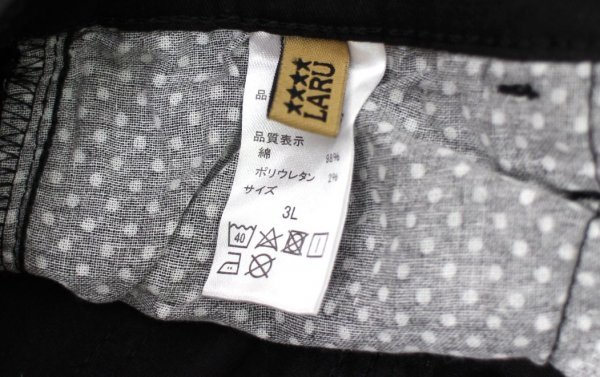 ★★★★
LARU
品
品質表示
綿 98%
ポリウレタン 2%
サイズ
3L
40